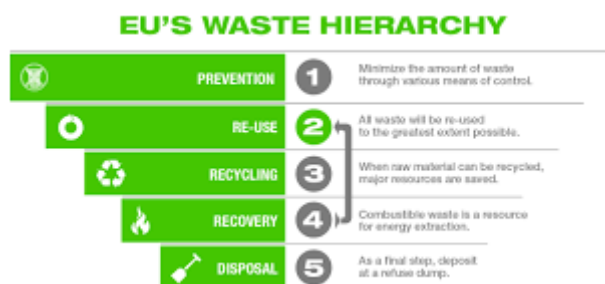 EU'S WASTE HIERARCHY
PREVENTION 1 Minimize the amount of waste
through various means of control.
RE-USE 2 All waste will be re-used
to the greatest extent possible.
RECYCLING 3 When raw material can be recycled,
major resources are saved.
RECOVERY 4 Combustible waste is a resource
for energy extraction.
DISPOSAL 5 As a final step, deposit
at a refuse dump.